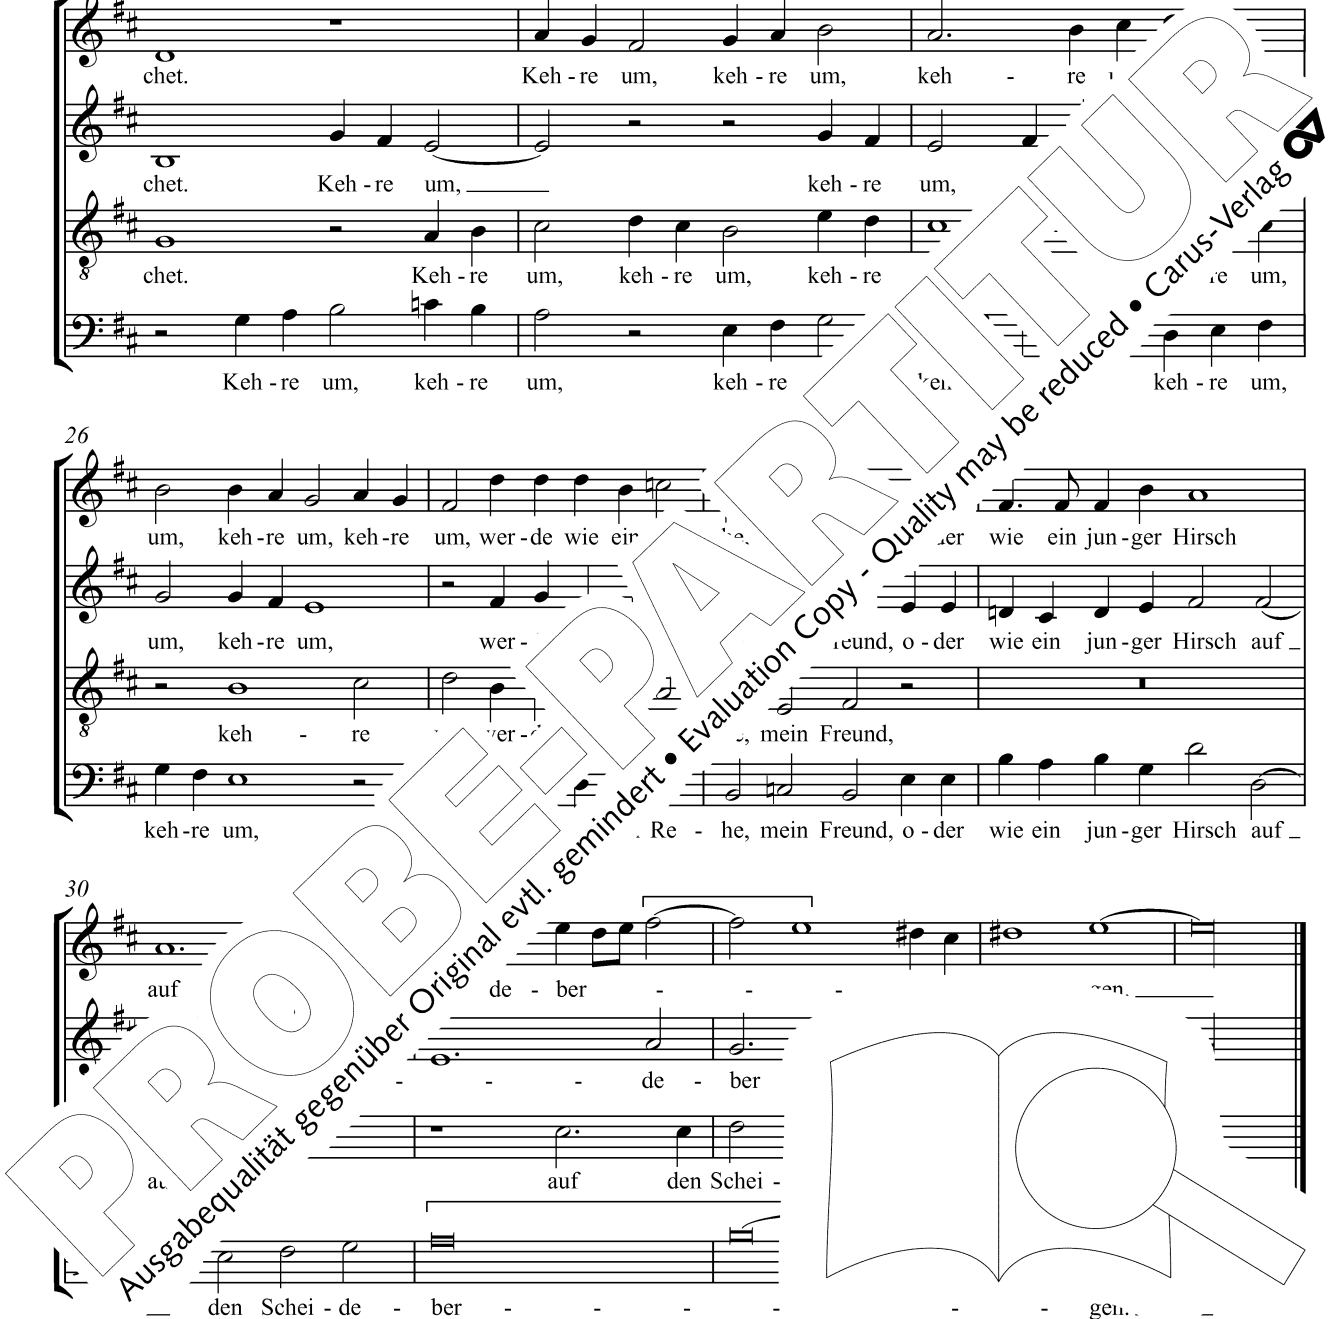 chet. Keh - re um, keh - re um, keh - re
chet. Keh - re um, keh - re um,
8
chet. Keh - re um, keh - re um, keh - re um,
Keh - re um, keh - re um, keh - re keh - re um,
26
um, keh - re um, keh - re um, wer - de wie ein wie ein jun - ger Hirsch
um, keh - re um, wer - o - der wie ein jun - ger Hirsch auf
8
keh - re mein Freund,
keh - re um, Re - he, mein Freund, o - der wie ein jun - ger Hirsch auf
30
auf de - ber - - -
- - - de - ber
auf den Schei -
den Schei - de - ber - - - - - -
PROBE-PARTITUR
Ausgabequalität gegenüber Original evtl. gemindert • Evaluation Copy - Quality may be reduced • Carus-Verlag